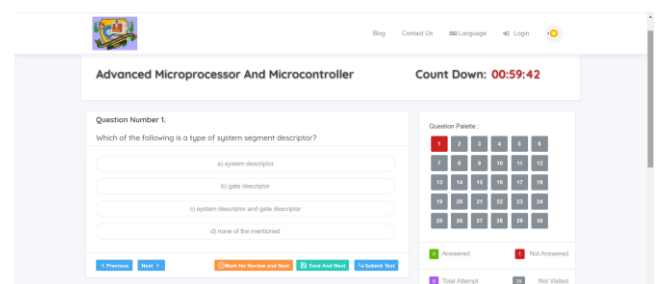 Blog Contact Us Language Login
Advanced Microprocessor And Microcontroller
Count Down: 00:59:42
Question Number 1.
Which of the following is a type of system segment descriptor?
a) system descriptor
b) gate descriptor
c) system descriptor and gate descriptor
d) none of the mentioned
Previous Next Mark for Review and Next Save And Next Submit Test
Question Palette :
1 2 3 4 5 6
7 8 9 10 11 12
13 14 15 16 17 18
19 20 21 22 23 24
25 26 27 28 29 30
0 Answered 1 Not Answered
Total Attempt Not Visited